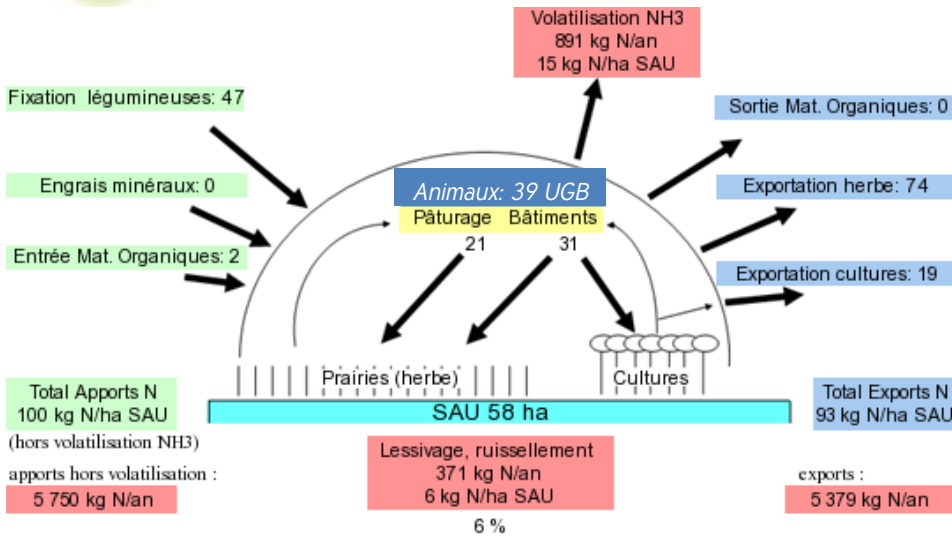 Volatilisation NH3
891 kg N/an
15 kg N/ha SAU
Fixation légumineuses: 47
Sortie Mat. Organiques: 0
Engrais minéraux: 0
Animaux: 39 UGB
Exportation herbe: 74
Pâturage Bâtiments
21 31
Entrée Mat. Organiques: 2
Exportation cultures: 19
Prairies (herbe)
Cultures
Total Apports N
100 kg N/ha SAU
SAU 58 ha
Total Exports N
93 kg N/ha SAU
(hors volatilisation NH3)
apports hors volatilisation :
5 750 kg N/an
Lessivage, ruissellement
371 kg N/an
6 kg N/ha SAU
6 %
exports :
5 379 kg N/an